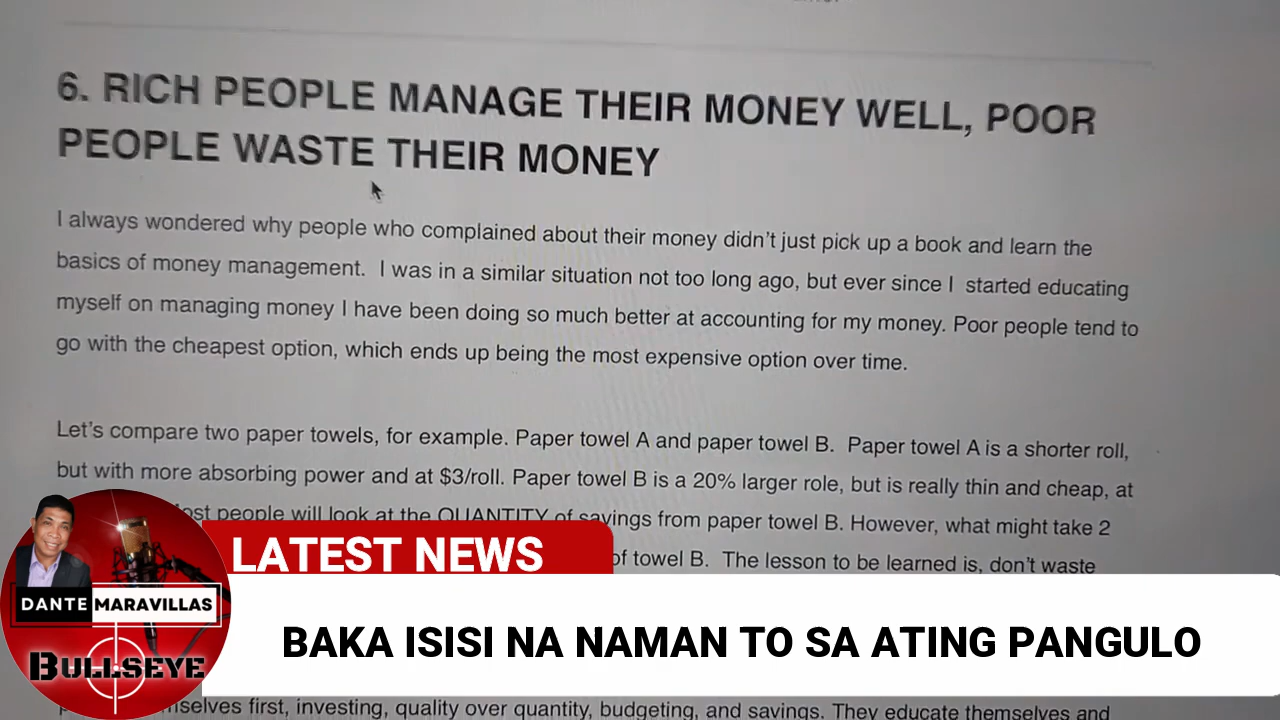 6. RICH PEOPLE MANAGE THEIR MONEY WELL, POOR
PEOPLE WASTE THEIR MONEY
I always wondered why people who complained about their money didn't just pick up a book and learn the
basics of money management. I was in a similar situation not too long ago, but ever since I started educating
myself on managing money I have been doing so much better at accounting for my money. Poor people tend to
go with the cheapest option, which ends up being the most expensive option over time.
Let's compare two paper towels, for example. Paper towel A and paper towel B. Paper towel A is a shorter roll,
but with more absorbing power and at $3/roll. Paper towel B is a 20% larger role, but is really thin and cheap, at
people will look at the QUANTITY of savings from paper towel B. However, what might take 2
LATEST NEWS
of towel B. The lesson to be learned is, don't waste
DANTE MARAVILLAS
BULLSEYE
BAKA ISISI NA NAMAN TO SA ATING PANGULO
first, investing, quality over quantity, budgeting, and savings. They educate themselves and